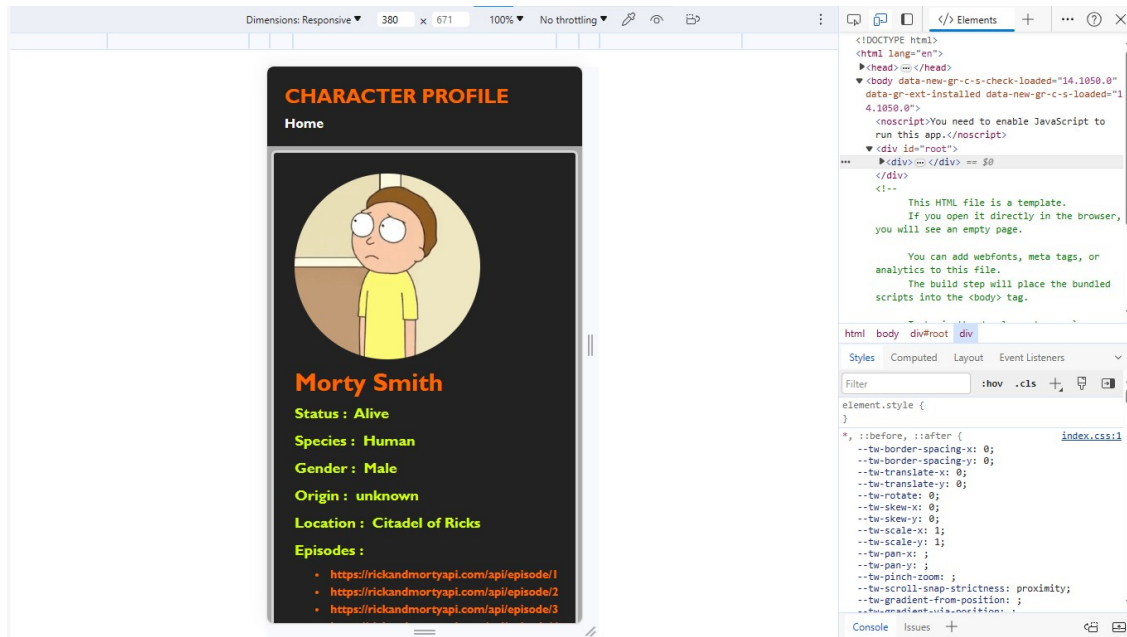 Dimensions: Responsive ▼ 380 x 671 100% ▼ No throttling ▼
</> Elements
CHARACTER PROFILE
Home
Morty Smith
Status : Alive
Species : Human
Gender : Male
Origin : unknown
Location : Citadel of Ricks
Episodes :
• https://rickandmortyapi.com/api/episode/1
• https://rickandmortyapi.com/api/episode/2
• https://rickandmortyapi.com/api/episode/3
<!DOCTYPE html>
<html lang="en">
▶<head> ⋯ </head>
▼<body data-new-gr-c-s-check-loaded="14.1050.0"
data-gr-ext-installed data-new-gr-c-s-loaded="1
4.1050.0">
<noscript>You need to enable JavaScript to
run this app.</noscript>
▼<div id="root">
▶<div> ⋯ </div> == $0
</div>
<!--
This HTML file is a template.
If you open it directly in the browser,
you will see an empty page.
You can add webfonts, meta tags, or
analytics to this file.
The build step will place the bundled
scripts into the <body> tag.
html body div#root div
Styles Computed Layout Event Listeners
Filter :hov .cls
element.style {
}
*, ::before, ::after { index.css:1
--tw-border-spacing-x: 0;
--tw-border-spacing-y: 0;
--tw-translate-x: 0;
--tw-translate-y: 0;
--tw-rotate: 0;
--tw-skew-x: 0;
--tw-skew-y: 0;
--tw-scale-x: 1;
--tw-scale-y: 1;
--tw-pan-x: ;
--tw-pan-y: ;
--tw-pinch-zoom: ;
--tw-scroll-snap-strictness: proximity;
--tw-gradient-from-position: ;
--tw-gradient-via-position: ;
Console Issues